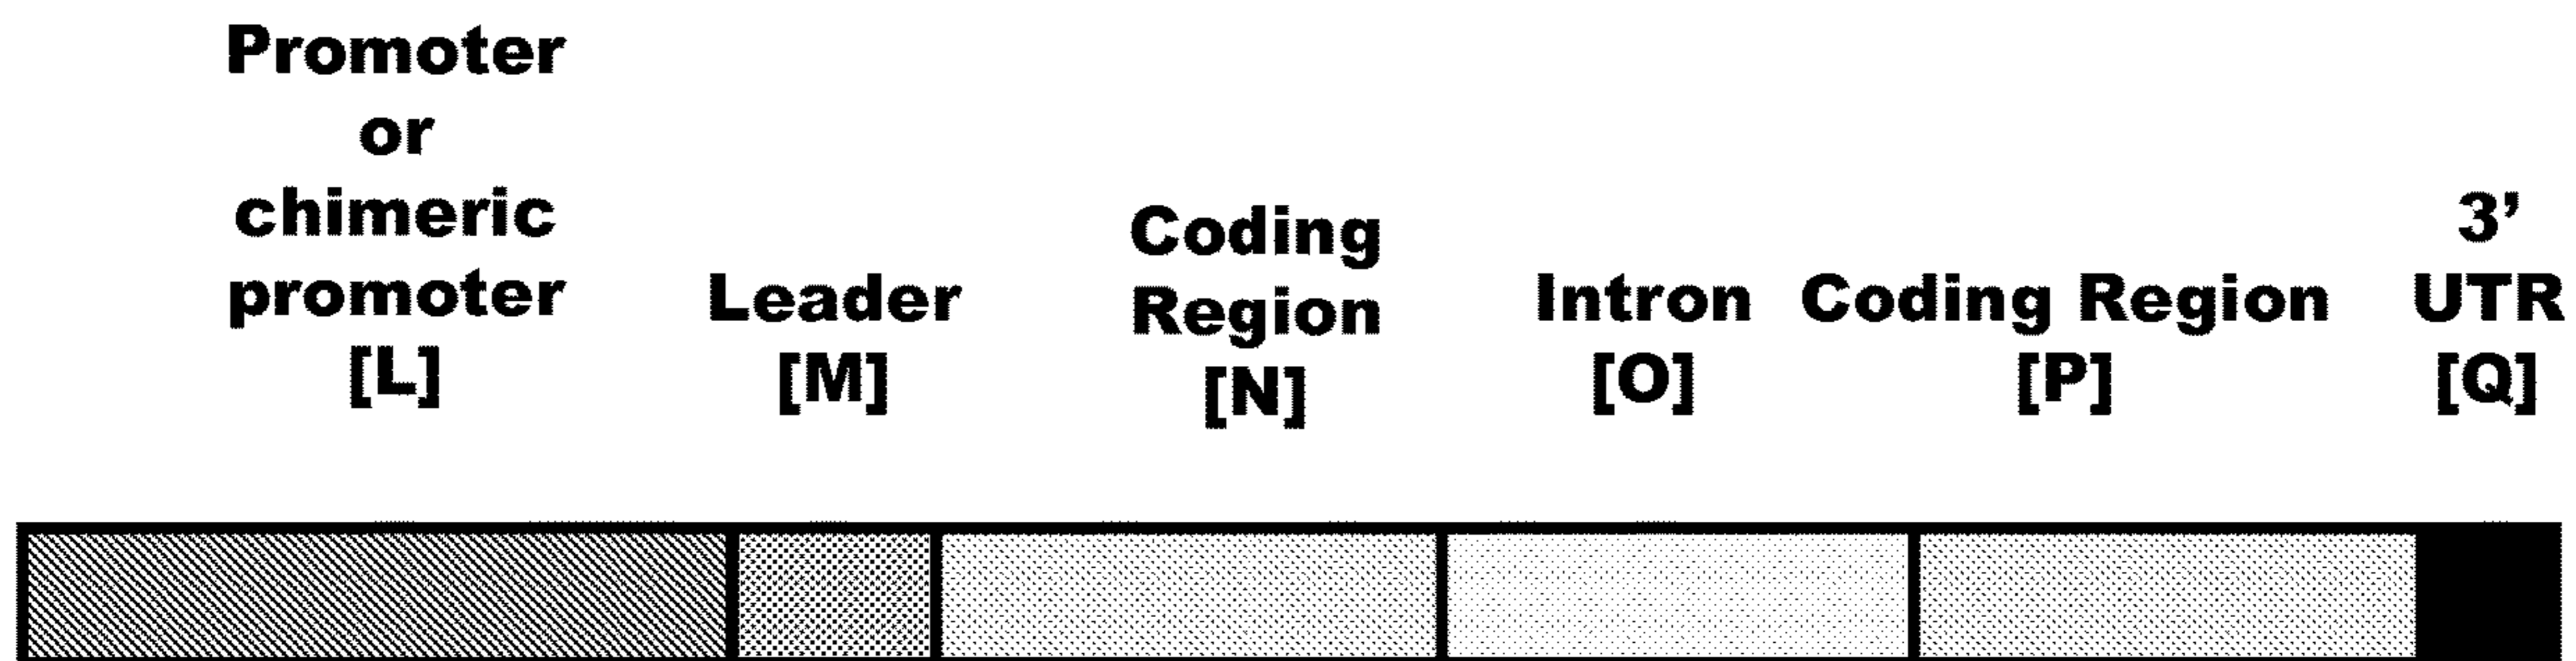 Promoter
or
chimeric
promoter
[L]
Leader
[M]
Coding
Region
[N]
Intron
[O]
Coding Region
[P]
3’
UTR
[Q]